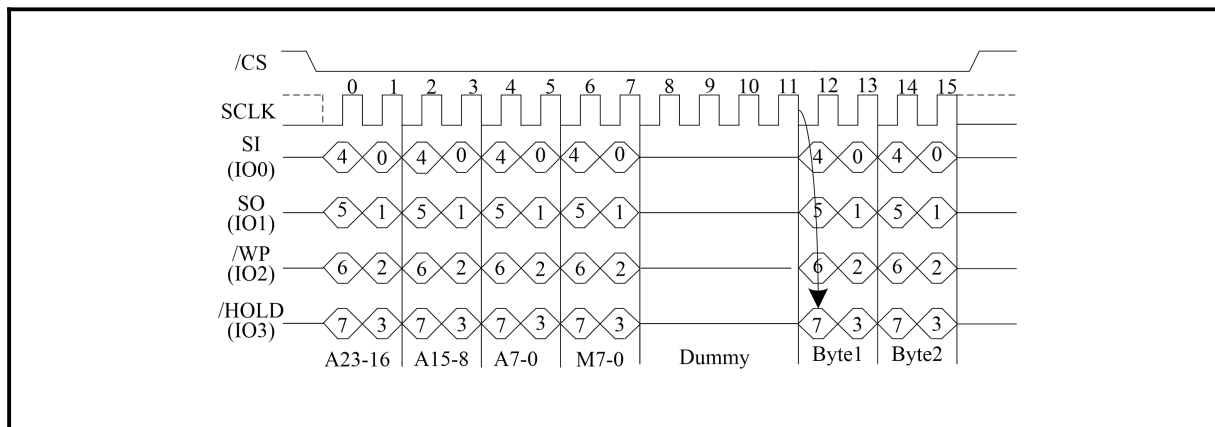 /CS
0 1 2 3 4 5 6 7 8 9 10 11 12 13 14 15
SCLK
SI
(IO0)
4 0 4 0 4 0 4 0 4 0 4 0
SO
(IO1)
5 1 5 1 5 1 5 1 5 1 5 1
/WP
(IO2)
6 2 6 2 6 2 6 2 6 2 6 2
/HOLD
(IO3)
7 3 7 3 7 3 7 3 7 3 7 3
A23-16 A15-8 A7-0 M7-0 Dummy Byte1 Byte2